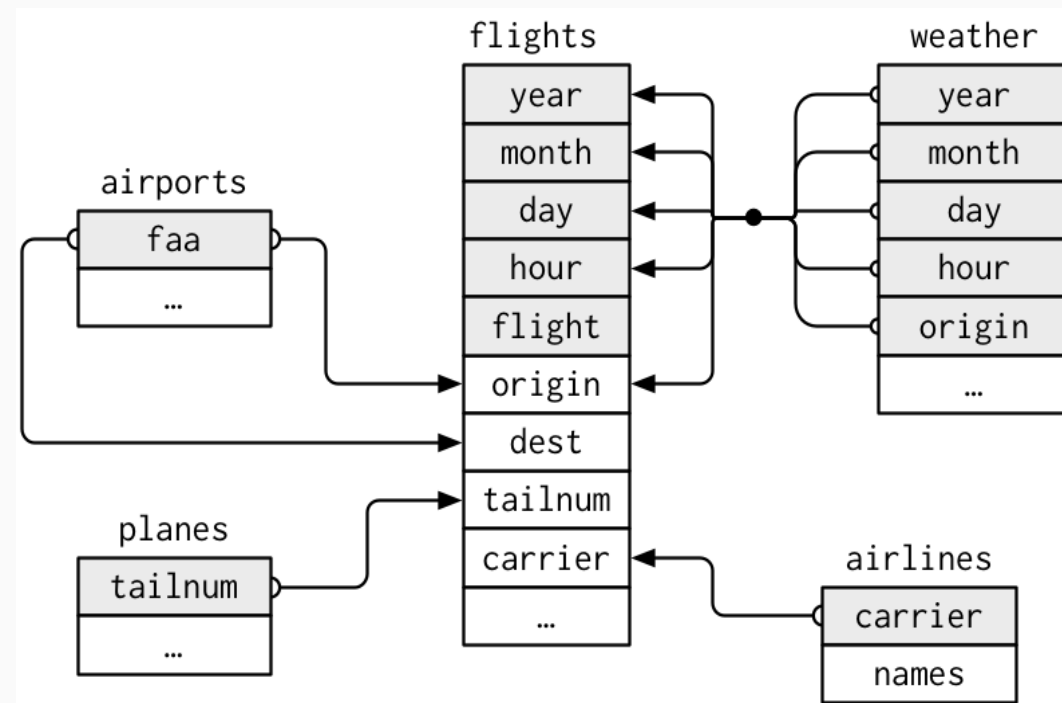 flights
year
month
day
hour
flight
origin
dest
tailnum
carrier
…
weather
year
month
day
hour
origin
…
airports
faa
…
planes
tailnum
…
airlines
carrier
names